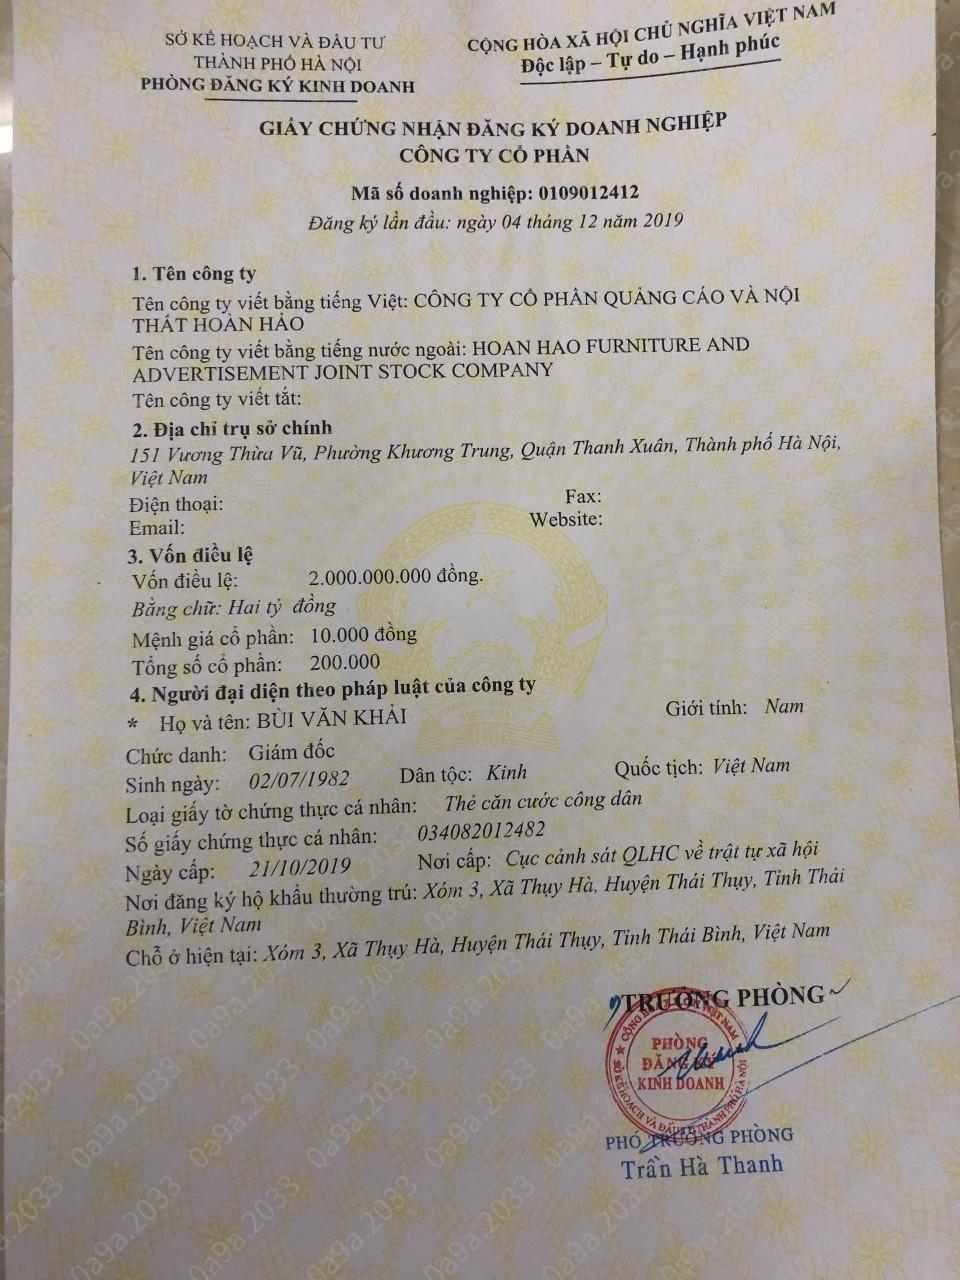 SỞ KẾ HOẠCH VÀ ĐẦU TƯ
THÀNH PHỐ HÀ NỘI
PHÒNG ĐĂNG KÝ KINH DOANH
CỘNG HÒA XÃ HỘI CHỦ NGHĨA VIỆT NAM
Độc lập – Tự do – Hạnh phúc
GIẤY CHỨNG NHẬN ĐĂNG KÝ DOANH NGHIỆP
CÔNG TY CỔ PHẦN
Mã số doanh nghiệp: 0109012412
Đăng ký lần đầu: ngày 04 tháng 12 năm 2019
1. Tên công ty
Tên công ty viết bằng tiếng Việt: CÔNG TY CỔ PHẦN QUẢNG CÁO VÀ NỘI
THẤT HOÀN HẢO
Tên công ty viết bằng tiếng nước ngoài: HOAN HAO FURNITURE AND
ADVERTISEMENT JOINT STOCK COMPANY
Tên công ty viết tắt:
2. Địa chỉ trụ sở chính
151 Vương Thừa Vũ, Phường Khương Trung, Quận Thanh Xuân, Thành phố Hà Nội,
Việt Nam
Điện thoại: Fax:
Email: Website:
3. Vốn điều lệ
Vốn điều lệ: 2.000.000.000 đồng.
Bằng chữ: Hai tỷ đồng
Mệnh giá cổ phần: 10.000 đồng
Tổng số cổ phần: 200.000
4. Người đại diện theo pháp luật của công ty
* Họ và tên: BÙI VĂN KHẢI Giới tính: Nam
Chức danh: Giám đốc
Sinh ngày: 02/07/1982 Dân tộc: Kinh Quốc tịch: Việt Nam
Loại giấy tờ chứng thực cá nhân: Thẻ căn cước công dân
Số giấy chứng thực cá nhân: 034082012482
Ngày cấp: 21/10/2019 Nơi cấp: Cục cảnh sát QLHC về trật tự xã hội
Nơi đăng ký hộ khẩu thường trú: Xóm 3, Xã Thụy Hà, Huyện Thái Thụy, Tỉnh Thái
Bình, Việt Nam
Chỗ ở hiện tại: Xóm 3, Xã Thụy Hà, Huyện Thái Thụy, Tỉnh Thái Bình, Việt Nam
TRƯỞNG PHÒNG
PHÒNG
ĐĂNG KÝ
KINH DOANH
SỞ KẾ HOẠCH VÀ ĐẦU TƯ THÀNH PHỐ HÀ NỘI
PHÓ TRƯỞNG PHÒNG
Trần Hà Thanh
0a9a.2033